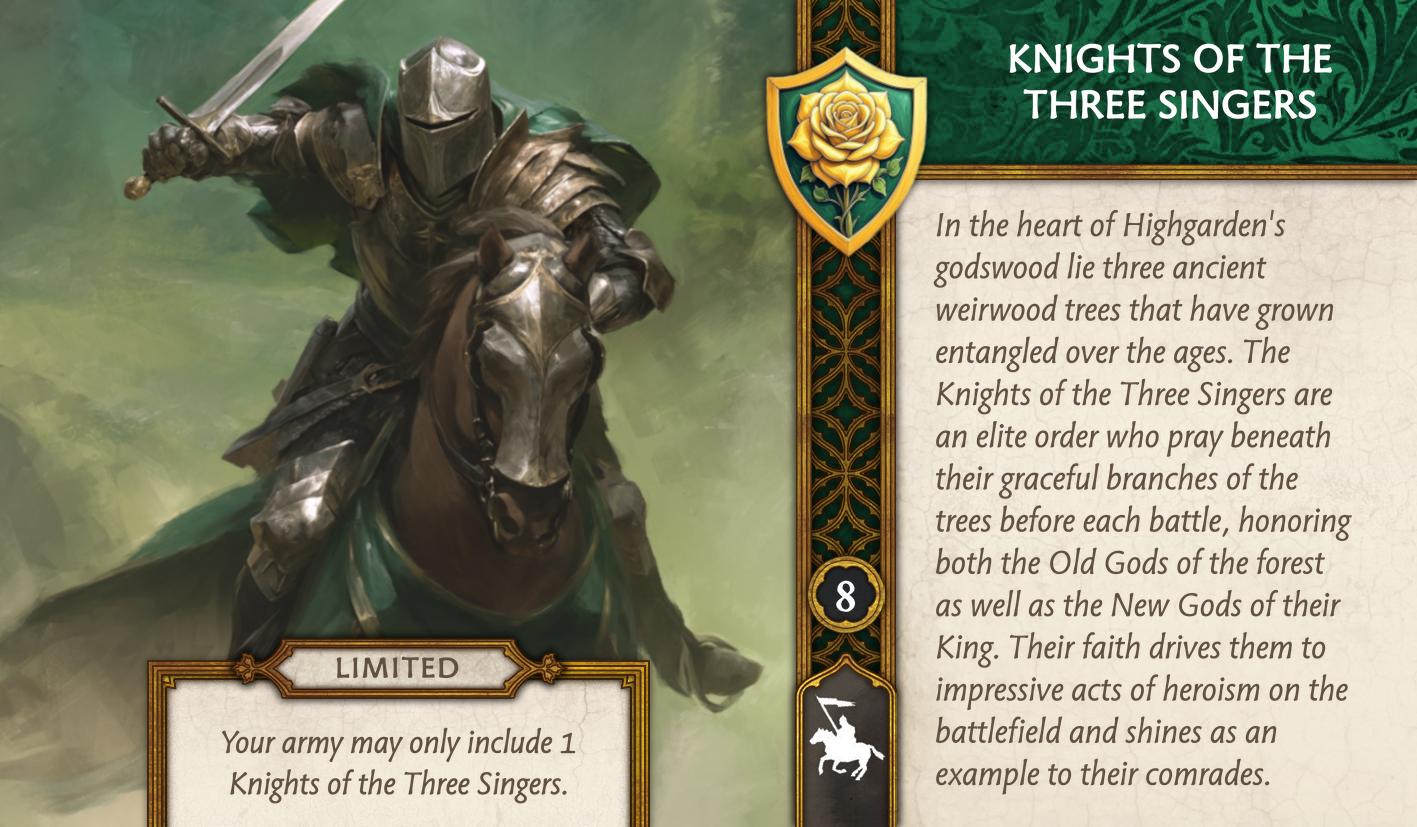 KNIGHTS OF THE
THREE SINGERS
In the heart of Highgarden's
godswood lie three ancient
weirwood trees that have grown
entangled over the ages. The
Knights of the Three Singers are
an elite order who pray beneath
their graceful branches of the
trees before each battle, honoring
both the Old Gods of the forest
as well as the New Gods of their
King. Their faith drives them to
impressive acts of heroism on the
battlefield and shines as an
example to their comrades.
8
LIMITED
Your army may only include 1
Knights of the Three Singers.